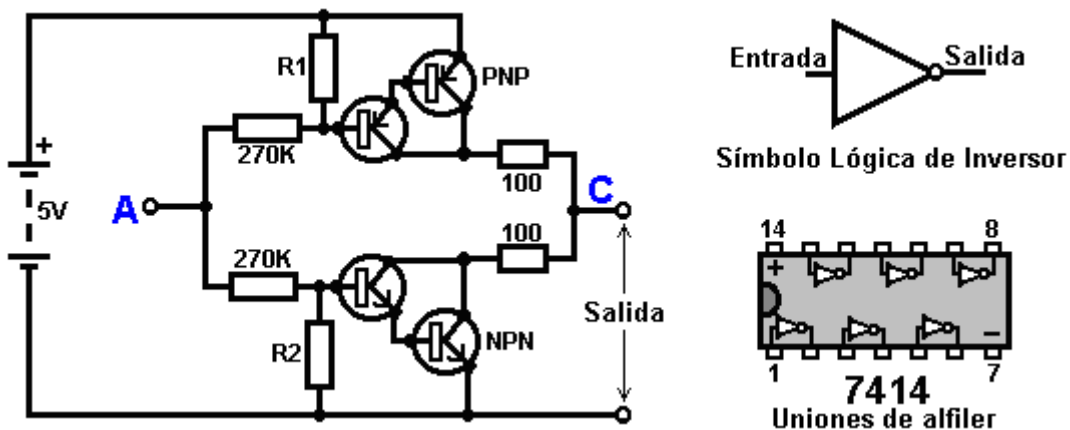 R1
PNP
270K
+
5V
A
100
C
100
270K
R2
NPN
Salida
Entrada
Salida
Símbolo Lógica de Inversor
14
8
+
−
1
7
7414
Uniones de alfiler